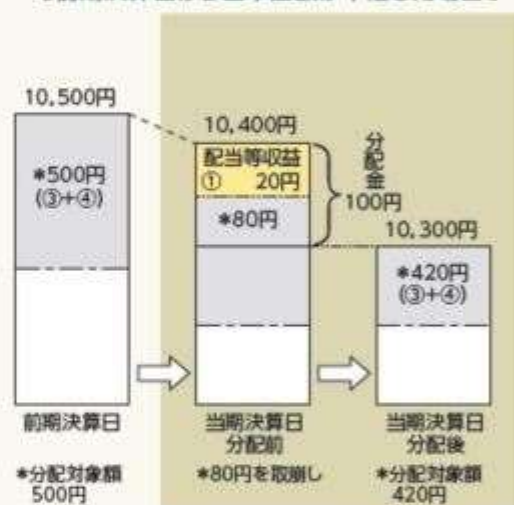 10,500円
*500円
(③+④)
前期決算日
*分配対象額
500円
10,400円
配当等収益
① 20円
*80円
分配金
100円
当期決算日
分配前
*80円を取崩し
10,300円
*420円
(③+④)
当期決算日
分配後
*分配対象額
420円